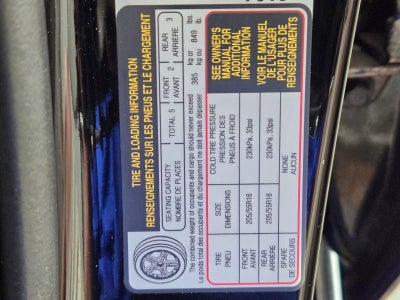 TIRE AND LOADING INFORMATION
RENSEIGNEMENTS SUR LES PNEUS ET LE CHARGEMENT
SEATING CAPACITY
NOMBRE DE PLACES
TOTAL 5
FRONT
AVANT 2
REAR
ARRIÈRE 3
The combined weight of occupants and cargo should never exceed 385 kg or 849 lbs.
Le poids total des occupants et du chargement ne doit jamais dépasser 385 kg ou 849 lb.
TIRE
PNEU
SIZE
DIMENSIONS
COLD TIRE PRESSURE
PRESSION DES
PNEUS À FROID
FRONT
AVANT
205/55R16
230kPa, 33psi
REAR
ARRIÈRE
205/55R16
230kPa, 33psi
SPARE
DE SECOURS
NONE
AUCUN
SEE OWNER'S
MANUAL FOR
ADDITIONAL
INFORMATION
VOIR LE MANUEL
DE L'USAGER
POUR PLUS DE
RENSEIGNEMENTS